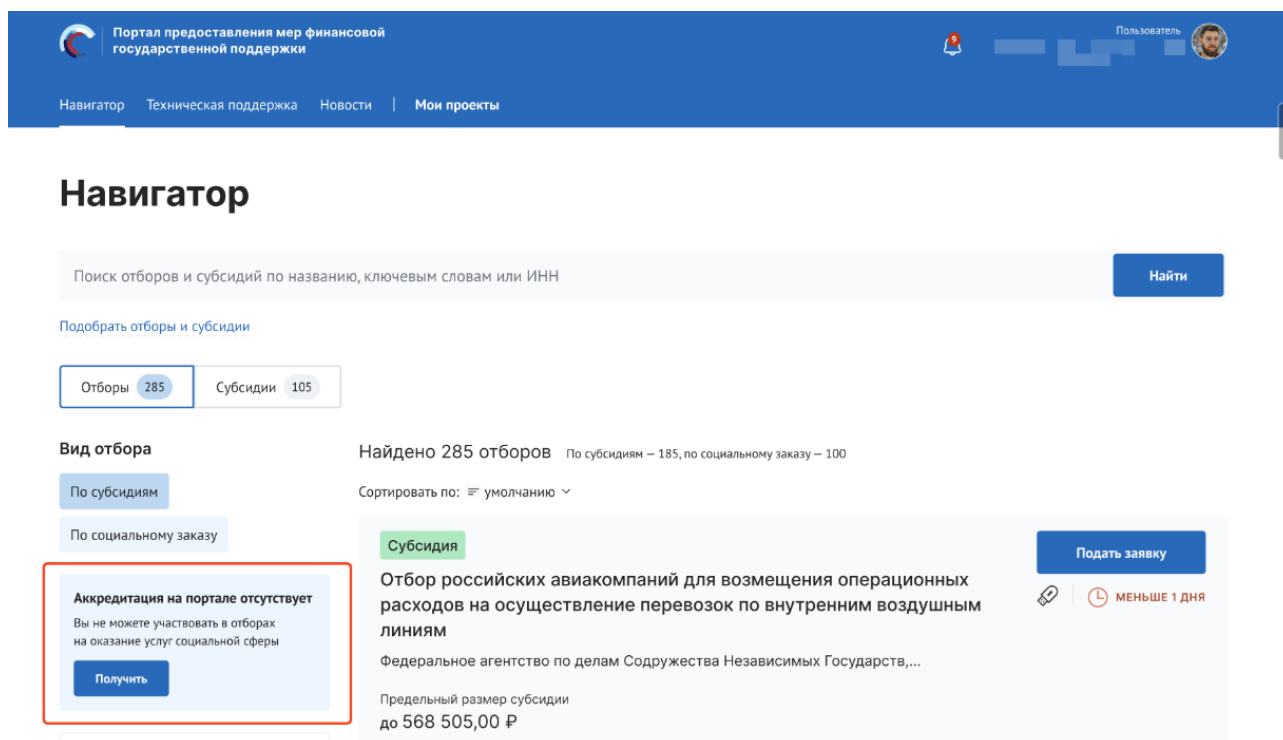 Портал предоставления мер финансовой
государственной поддержки
9
Пользователь
Навигатор Техническая поддержка Новости | Мои проекты
Навигатор
Поиск отборов и субсидий по названию, ключевым словам или ИНН
Найти
Подобрать отборы и субсидии
Отборы 285 Субсидии 105
Вид отбора
По субсидиям
По социальному заказу
Аккредитация на портале отсутствует
Вы не можете участвовать в отборах
на оказание услуг социальной сферы
Получить
Найдено 285 отборов По субсидиям – 185, по социальному заказу – 100
Сортировать по: умолчанию
Субсидия
Подать заявку
Отбор российских авиакомпаний для возмещения операционных
расходов на осуществление перевозок по внутренним воздушным
линиям
МЕНЬШЕ 1 ДНЯ
Федеральное агентство по делам Содружества Независимых Государств,...
Предельный размер субсидии
до 568 505,00 ₽